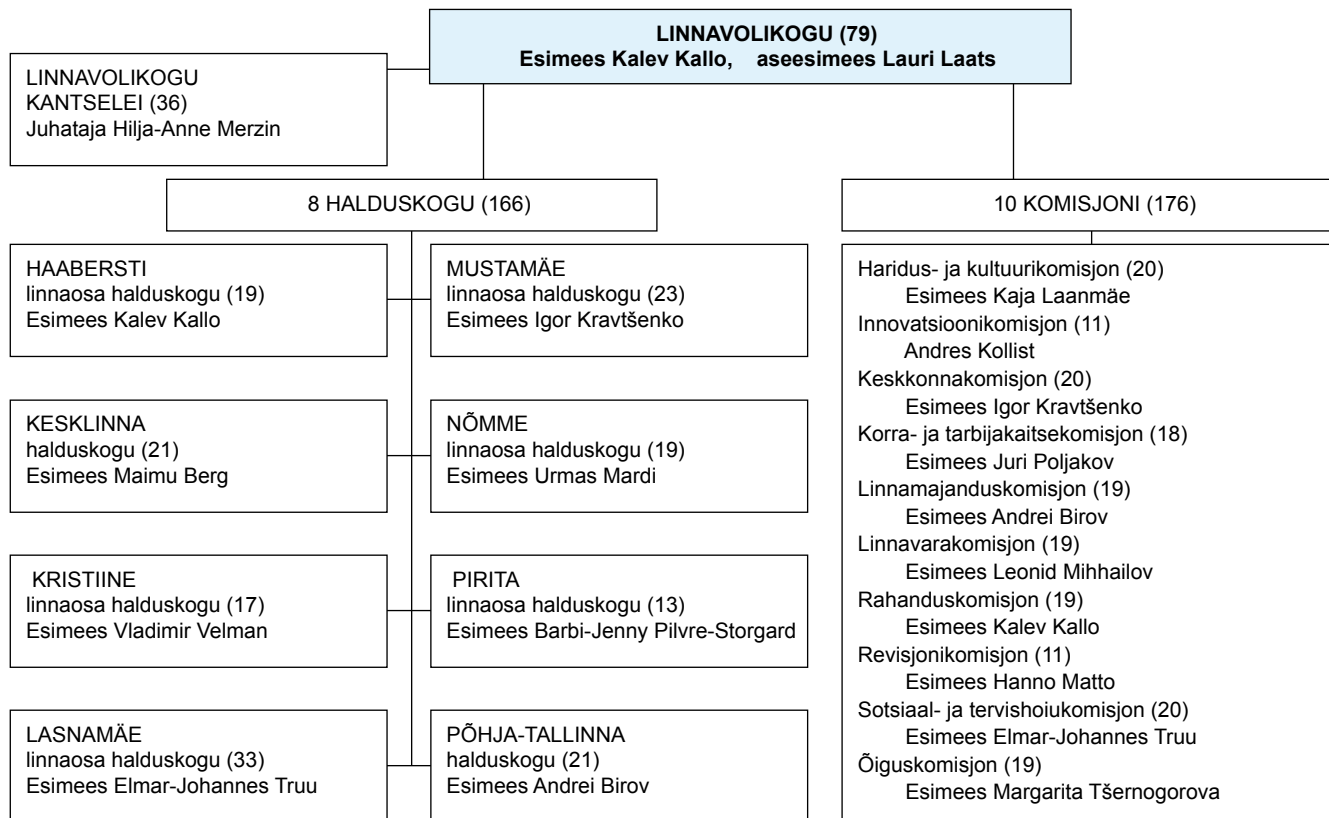 LINNAVOLIKOGU (79)
Esimees Kalev Kallo, aseesimees Lauri Laats
LINNAVOLIKOGU
KANTSELEI (36)
Juhataja Hilja-Anne Merzin
8 HALDUSKOGU (166)
10 KOMISJONI (176)
HAABERSTI
linnaosa halduskogu (19)
Esimees Kalev Kallo
MUSTAMÄE
linnaosa halduskogu (23)
Esimees Igor Kravtšenko
KESKLINNA
halduskogu (21)
Esimees Maimu Berg
NÕMME
linnaosa halduskogu (19)
Esimees Urmas Mardi
KRISTIINE
linnaosa halduskogu (17)
Esimees Vladimir Velman
PIRITA
linnaosa halduskogu (13)
Esimees Barbi-Jenny Pilvre-Storgard
LASNAMÄE
linnaosa halduskogu (33)
Esimees Elmar-Johannes Truu
PÕHJA-TALLINNA
halduskogu (21)
Esimees Andrei Birov
Haridus- ja kultuurikomisjon (20)
Esimees Kaja Laanmäe
Innovatsioonikomisjon (11)
Andres Kollist
Keskkonnakomisjon (20)
Esimees Igor Kravtšenko
Korra- ja tarbijakaitsekomisjon (18)
Esimees Juri Poljakov
Linnamajanduskomisjon (19)
Esimees Andrei Birov
Linnavarakomisjon (19)
Esimees Leonid Mihhailov
Rahanduskomisjon (19)
Esimees Kalev Kallo
Revisjonikomisjon (11)
Esimees Hanno Matto
Sotsiaal- ja tervishoiukomisjon (20)
Esimees Elmar-Johannes Truu
Õiguskomisjon (19)
Esimees Margarita Tšernogorova